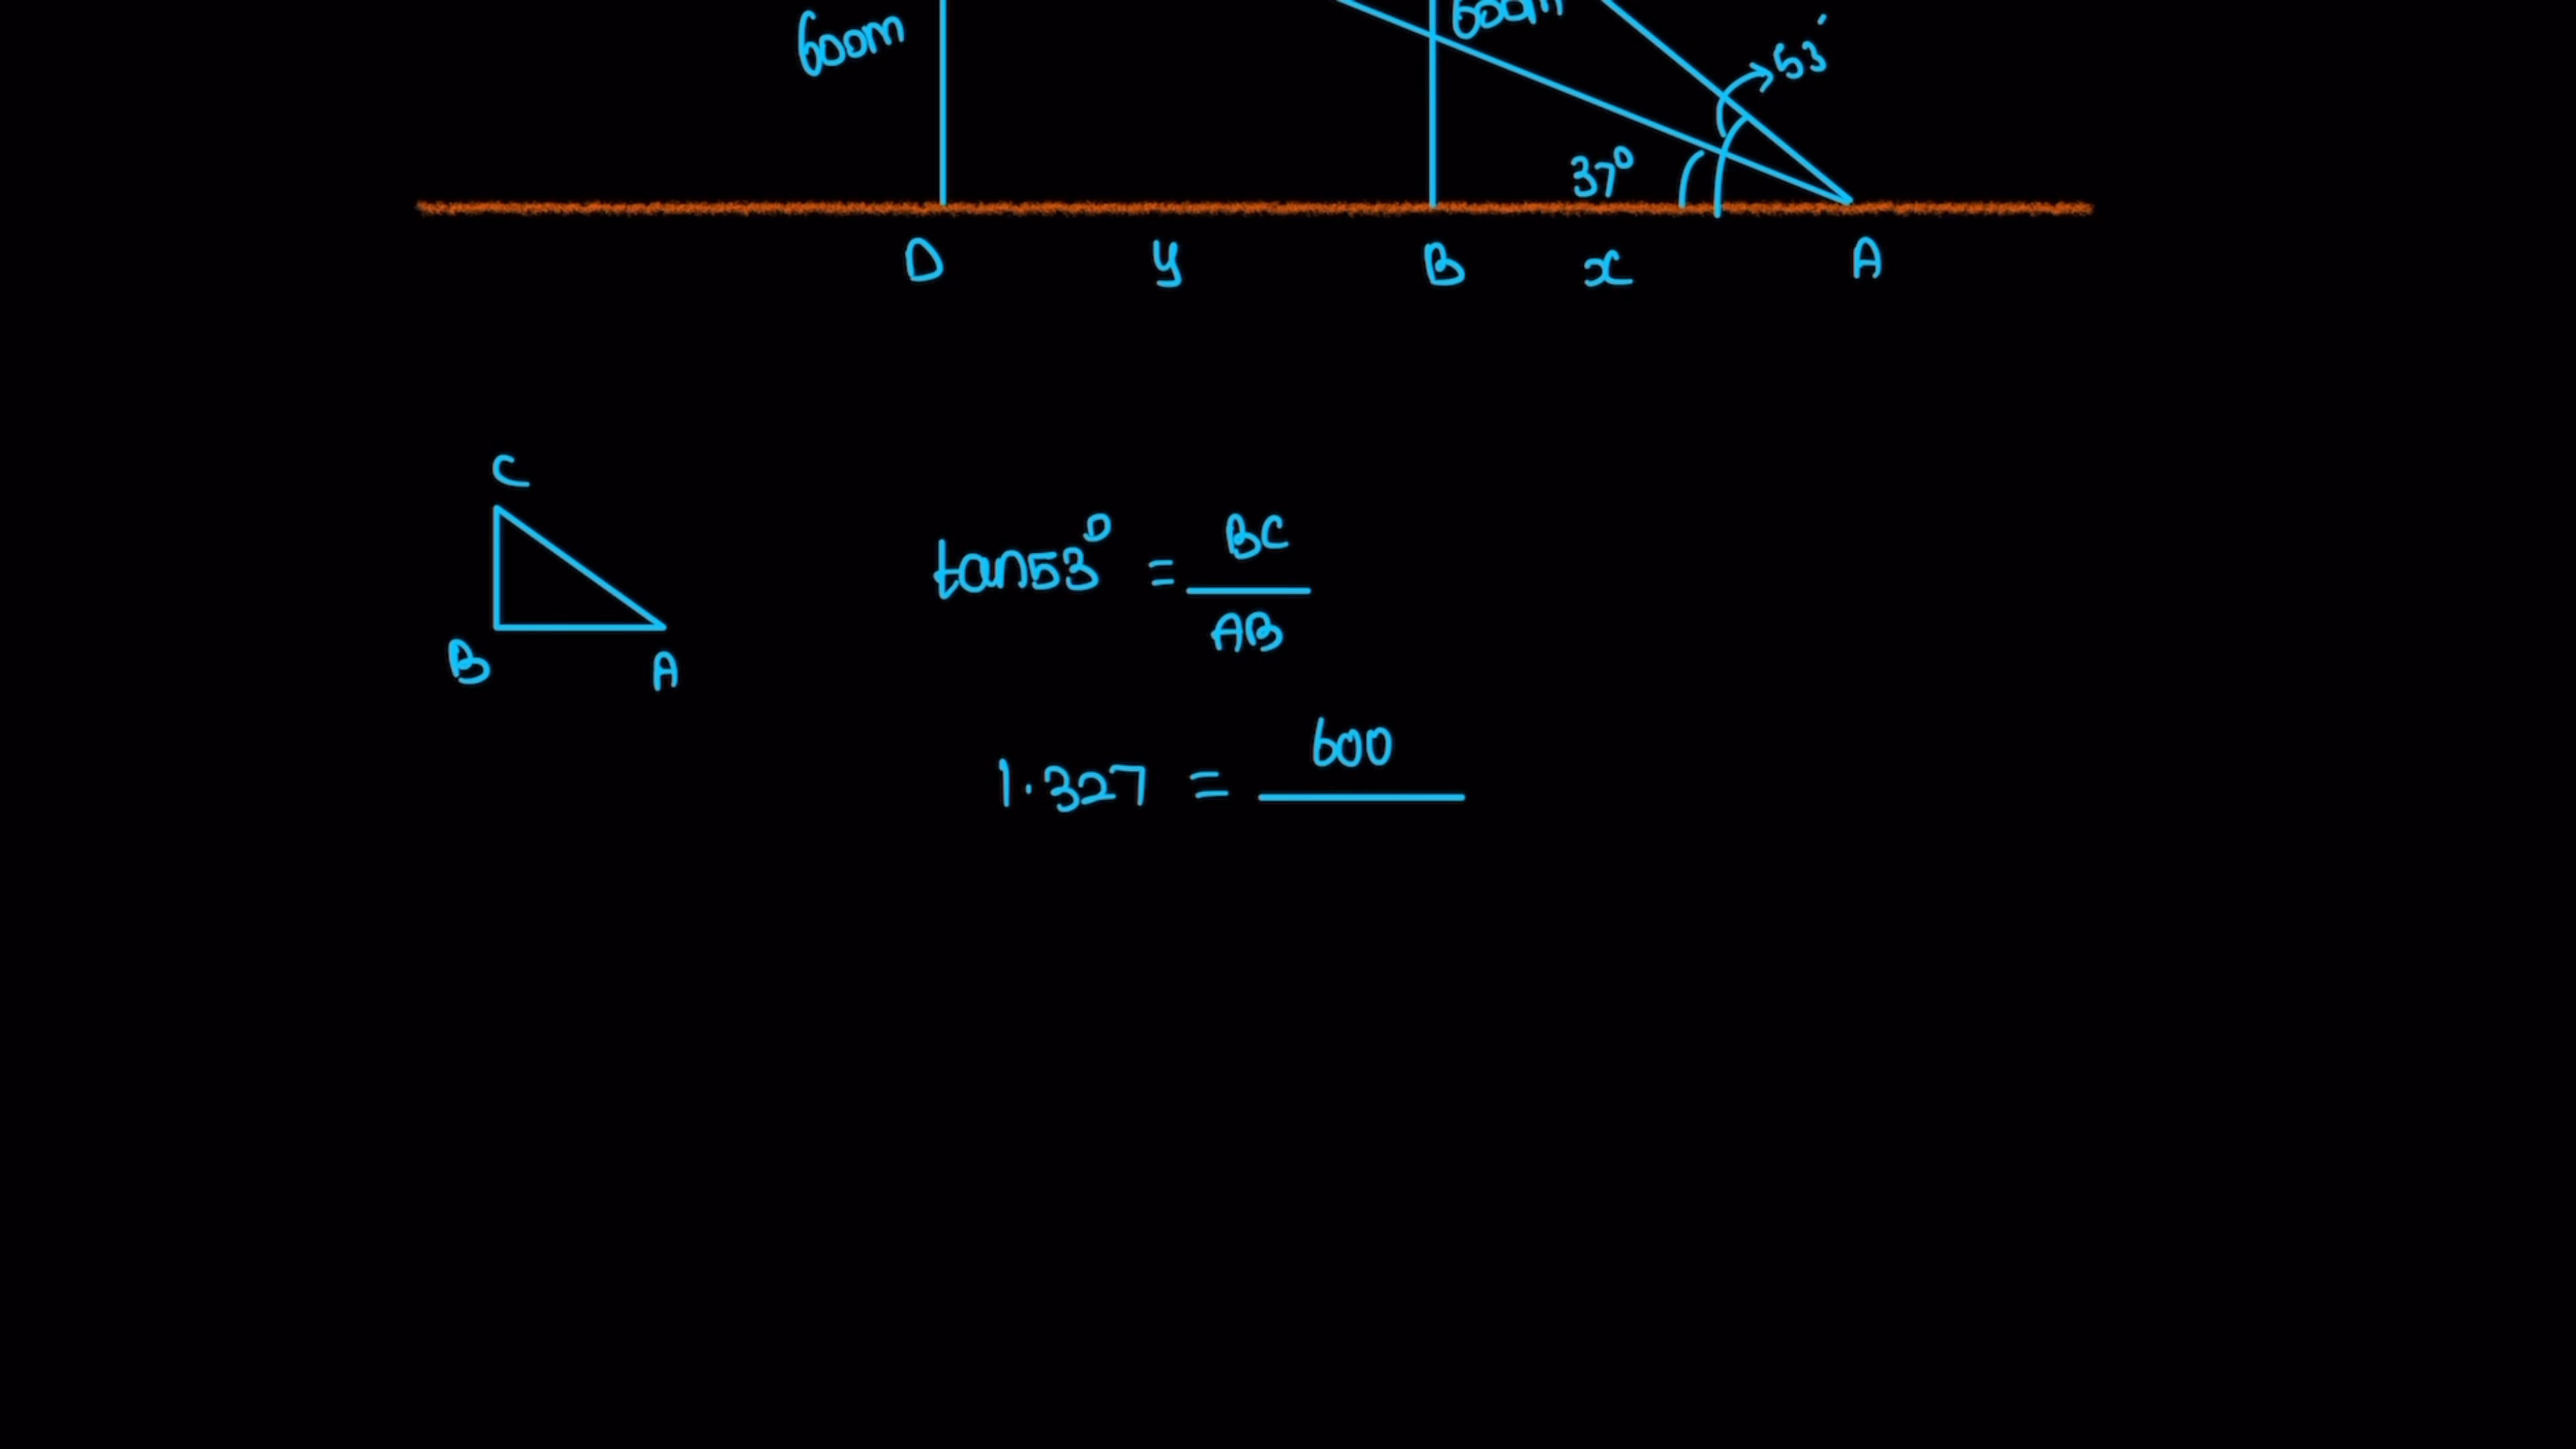 600m
600m
53°
37°
D y B x A
C
B A
tan53° = BC/AB
1.327 = 600/